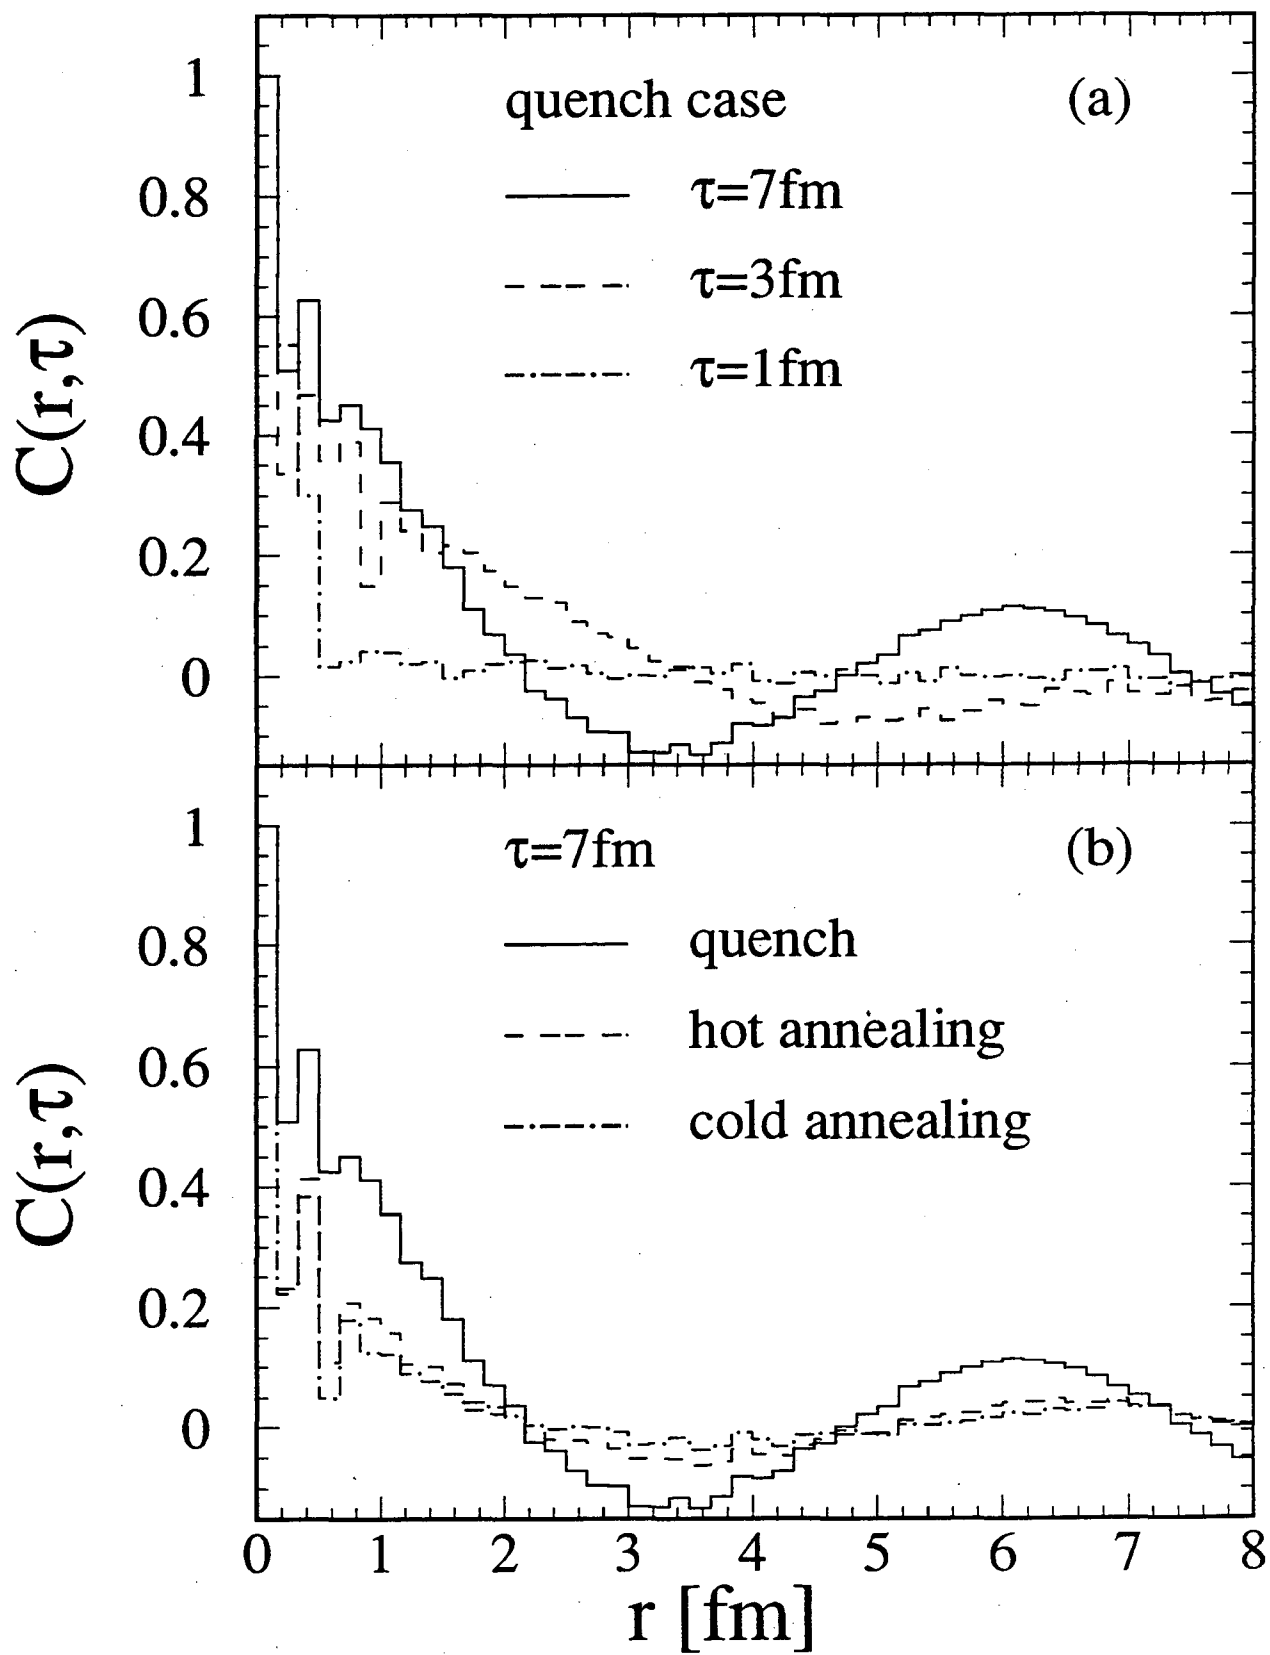 quench case
(a)
τ=7fm
τ=3fm
τ=1fm
C(r,τ)
1
0.8
0.6
0.4
0.2
0
τ=7fm
(b)
quench
hot annealing
cold annealing
C(r,τ)
1
0.8
0.6
0.4
0.2
0
0 1 2 3 4 5 6 7 8
r [fm]